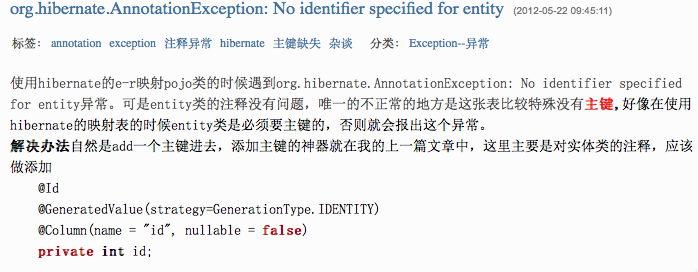 org.hibernate.AnnotationException: No identifier specified for entity (2012-05-22 09:45:11)
标签: annotation exception 注释异常 hibernate 主键缺失 杂谈 分类: Exception--异常
使用hibernate的e-r映射pojo类的时候遇到org.hibernate.AnnotationException: No identifier specified
for entity异常。可是entity类的注释没有问题，唯一的不正常的地方是这张表比较特殊没有主键,好像在使用
hibernate的映射表的时候entity类是必须要主键的，否则就会报出这个异常。
解决办法自然是add一个主键进去，添加主键的神器就在我的上一篇文章中，这里主要是对实体类的注释，应该
做添加
@Id
@GeneratedValue(strategy=GenerationType.IDENTITY)
@Column(name = "id", nullable = false)
private int id;